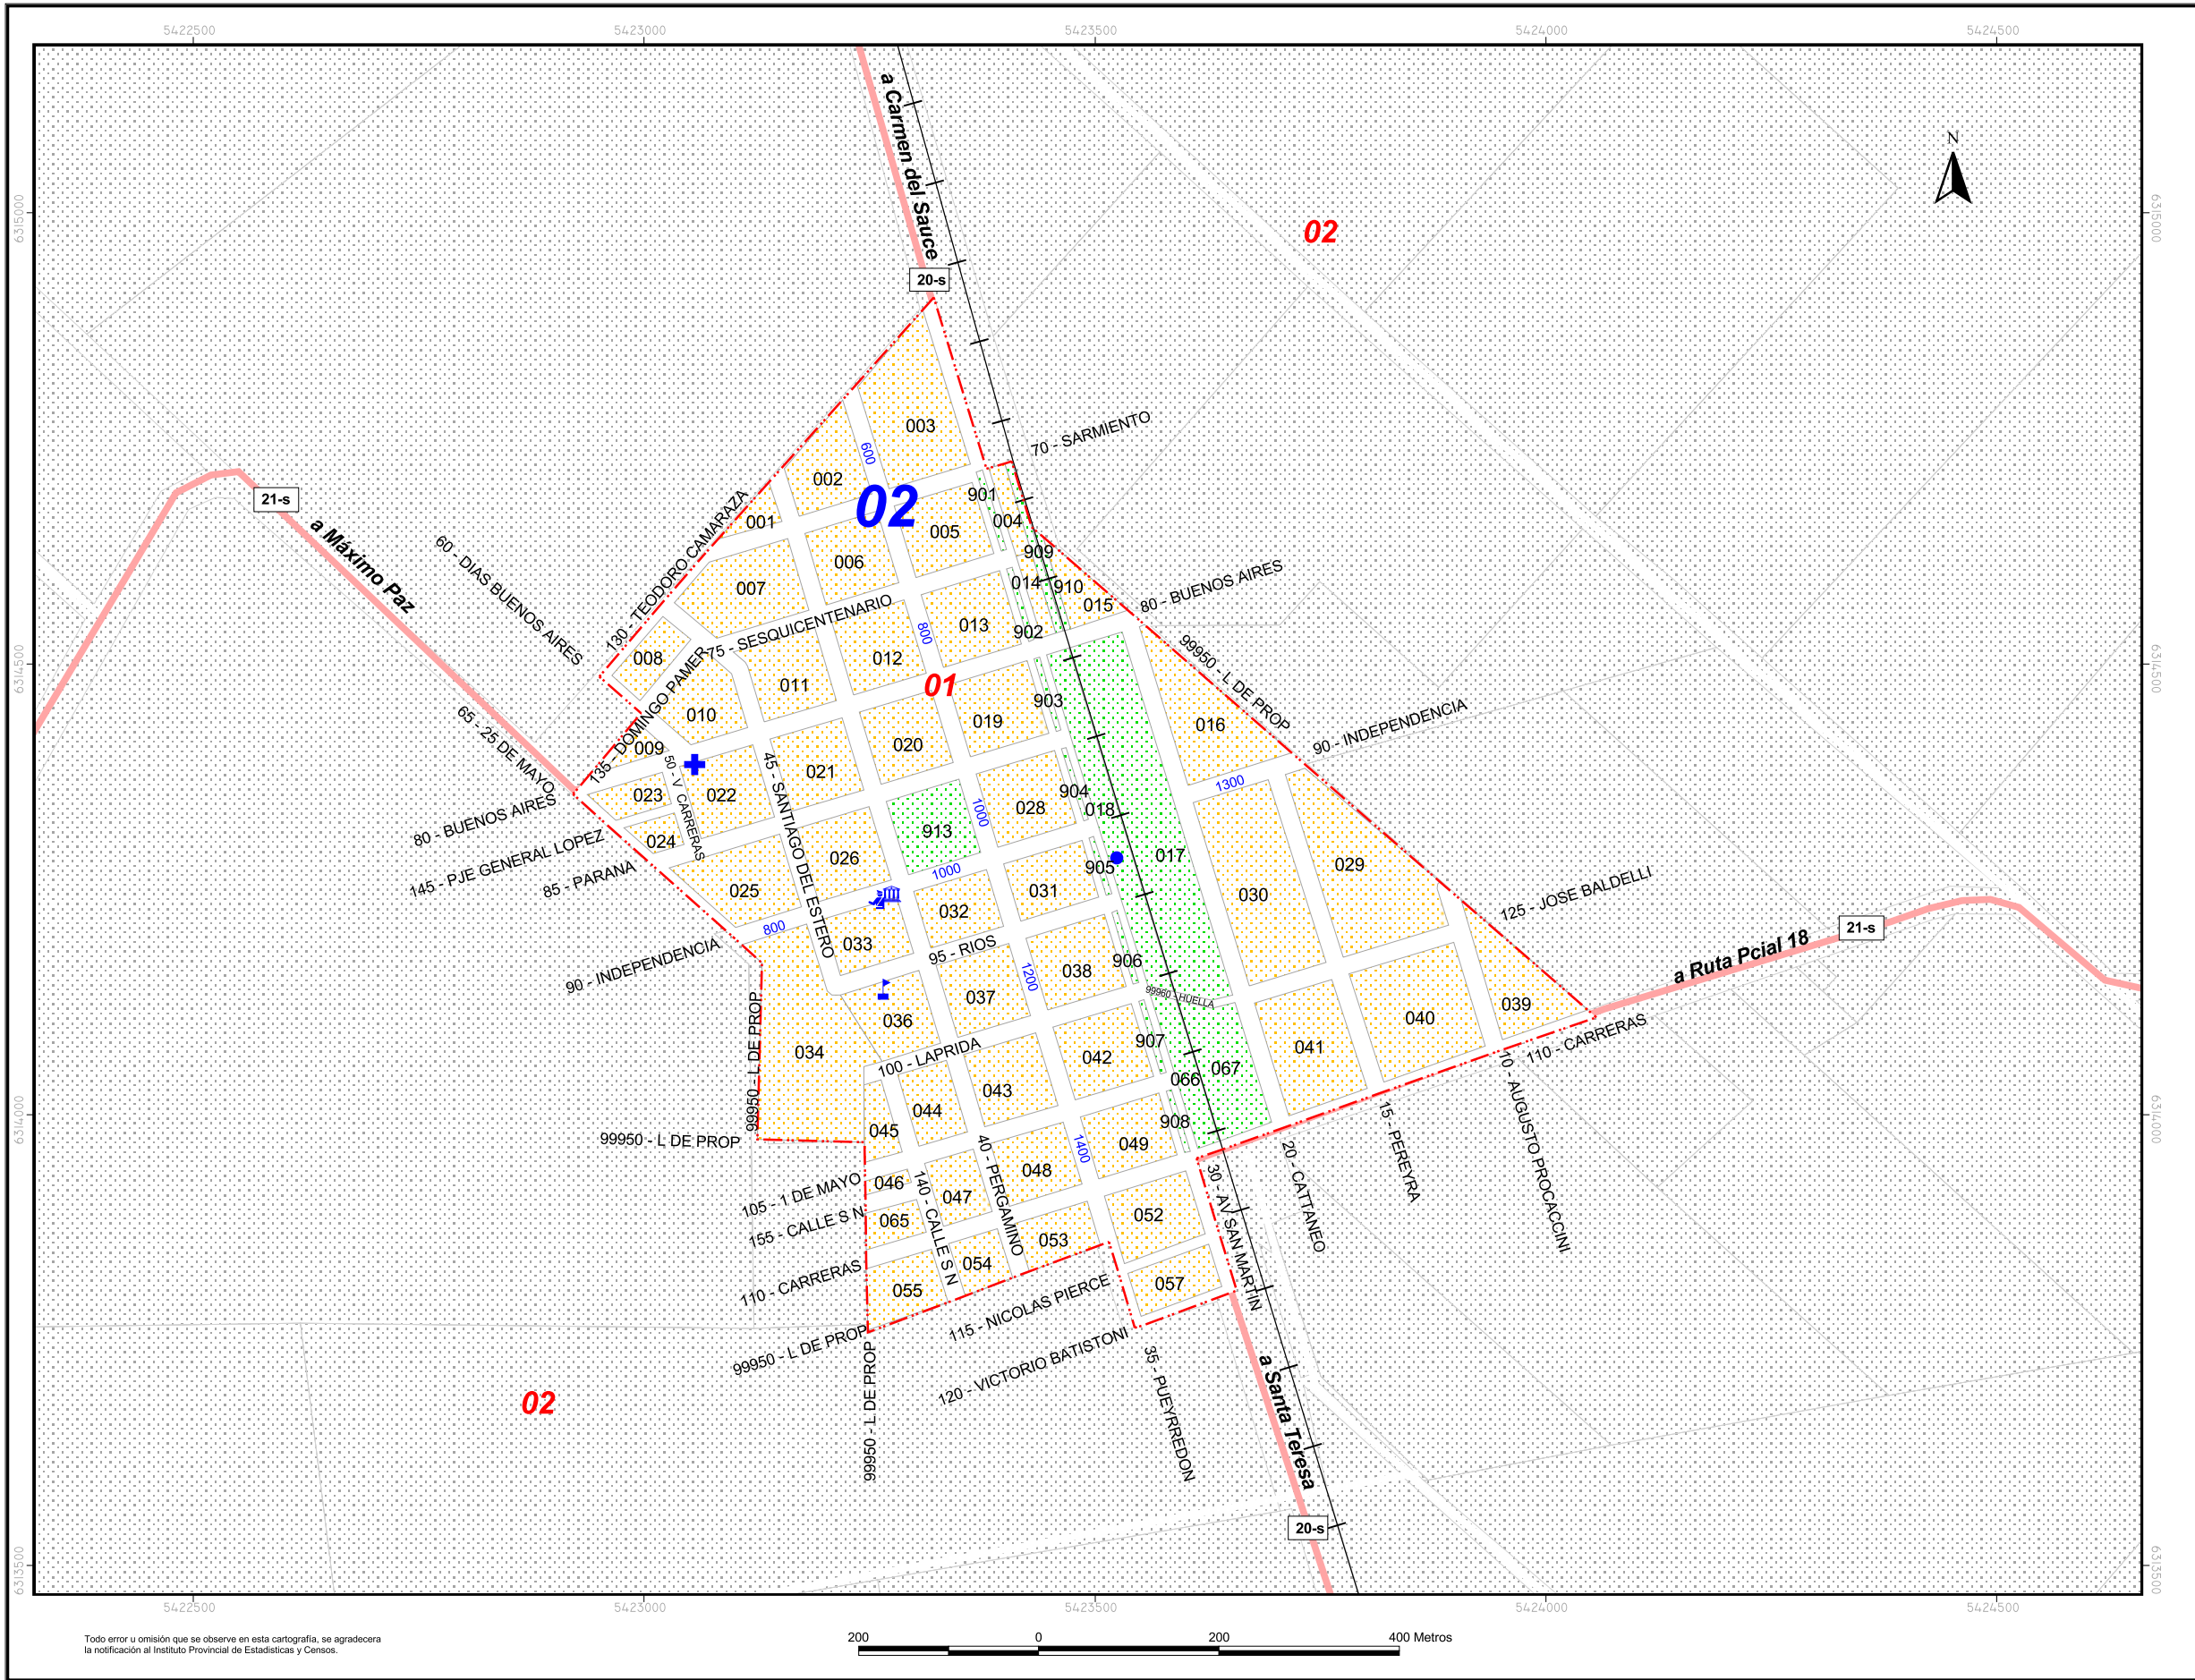 5422500
5423000
5423500
5424000
5424500
6315000
6315000
6314500
6314500
6314000
6314000
6313500
6313500
N
a Carmen del Sauce
20-s
02
70 - SARMIENTO
21-s
a Máximo Paz
60 - DIAS BUENOS AIRES
130 - TEODORO CAMARAZA
65 - 25 DE MAYO
135 - DOMINGO PAMER
75 - SESQUICENTENARIO
80 - BUENOS AIRES
99950 - L DE PROP
90 - INDEPENDENCIA
50 - V CARRERAS
45 - SANTIAGO DEL ESTERO
80 - BUENOS AIRES
145 - PJE GENERAL LOPEZ
85 - PARANA
90 - INDEPENDENCIA
125 - JOSE BALDELLI
21-s
a Ruta Pcial 18
95 - RIOS
99950 - HUELLA
100 - LAPRIDA
110 - CARRERAS
99950 - L DE PROP
99950 - L DE PROP
10 - AUGUSTO PROCACCINI
15 - PEREYRA
20 - CATTANEO
30 - AV SAN MARTIN
40 - PERGAMINO
140 - CALLE S N
105 - 1 DE MAYO
155 - CALLE S N
110 - CARRERAS
99950 - L DE PROP
99950 - L DE PROP
115 - NICOLAS PIERCE
120 - VICTORIO BATISTONI
35 - PUEYRREDON
a Santa Teresa
20-s
02
02
01
003
600
002
901
001
004
005
006
909
007
014
910
015
013
800
902
008
012
011
010
903
016
019
009
020
021
1300
023
022
904
028
018
1000
913
024
026
017
029
905
025
1000
031
030
032
800
033
906
038
1200
037
039
036
040
034
907
041
042
067
066
043
044
908
045
049
1400
048
046
047
065
052
053
054
055
057
5422500
5423000
5423500
5424000
5424500
Todo error u omisión que se observe en esta cartografía, se agradecera
la notificación al Instituto Provincial de Estadisticas y Censos.
200
0
200
400 Metros